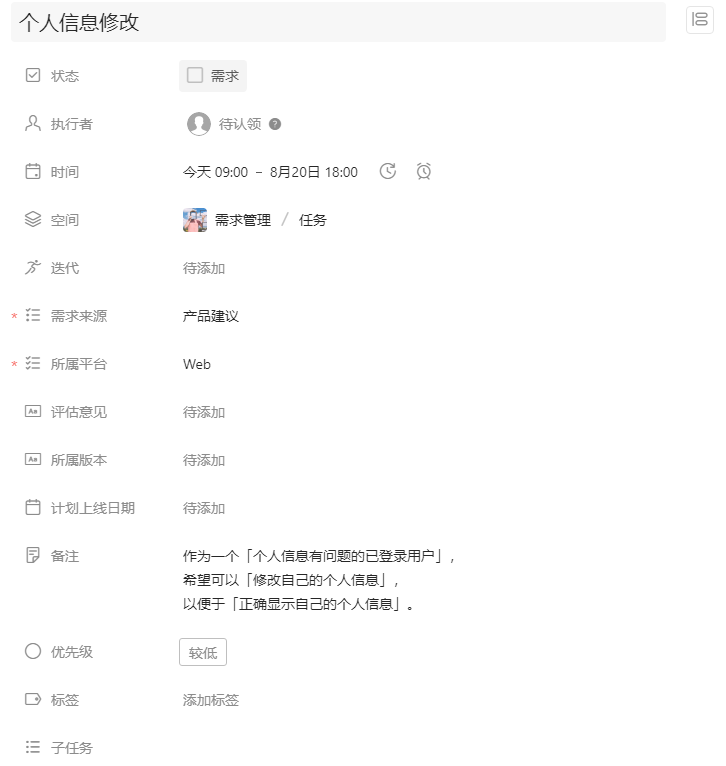 个人信息修改
状态 需求
执行者 待认领 ?
时间 今天 09:00 － 8月20日 18:00
空间 需求管理 / 任务
迭代 待添加
* 需求来源 产品建议
* 所属平台 Web
评估意见 待添加
所属版本 待添加
计划上线日期 待添加
备注 作为一个「个人信息有问题的已登录用户」,
希望可以「修改自己的个人信息」,
以便于「正确显示自己的个人信息」。
优先级 较低
标签 添加标签
子任务